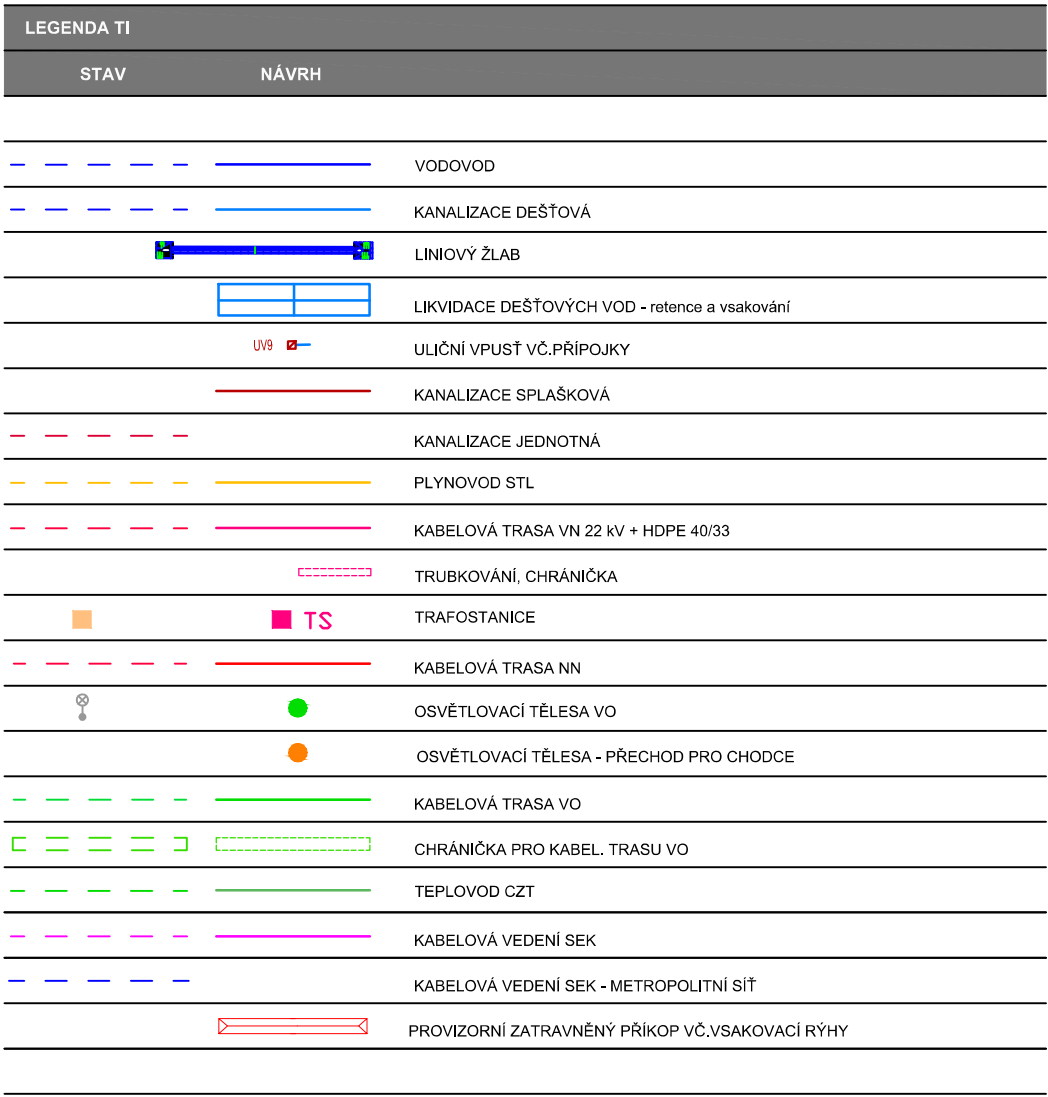 LEGENDA TI
STAV NÁVRH
VODOVOD
KANALIZACE DEŠŤOVÁ
LINIOVÝ ŽLAB
LIKVIDACE DEŠŤOVÝCH VOD - retence a vsakování
UV9 ULIČNÍ VPUSŤ VČ.PŘÍPOJKY
KANALIZACE SPLAŠKOVÁ
KANALIZACE JEDNOTNÁ
PLYNOVOD STL
KABELOVÁ TRASA VN 22 kV + HDPE 40/33
TRUBKOVÁNÍ, CHRÁNIČKA
TS TRAFOSTANICE
KABELOVÁ TRASA NN
OSVĚTLOVACÍ TĚLESA VO
OSVĚTLOVACÍ TĚLESA - PŘECHOD PRO CHODCE
KABELOVÁ TRASA VO
CHRÁNIČKA PRO KABEL. TRASU VO
TEPLOVOD CZT
KABELOVÁ VEDENÍ SEK
KABELOVÁ VEDENÍ SEK - METROPOLITNÍ SÍŤ
PROVIZORNÍ ZATRAVNĚNÝ PŘÍKOP VČ.VSAKOVACÍ RÝHY